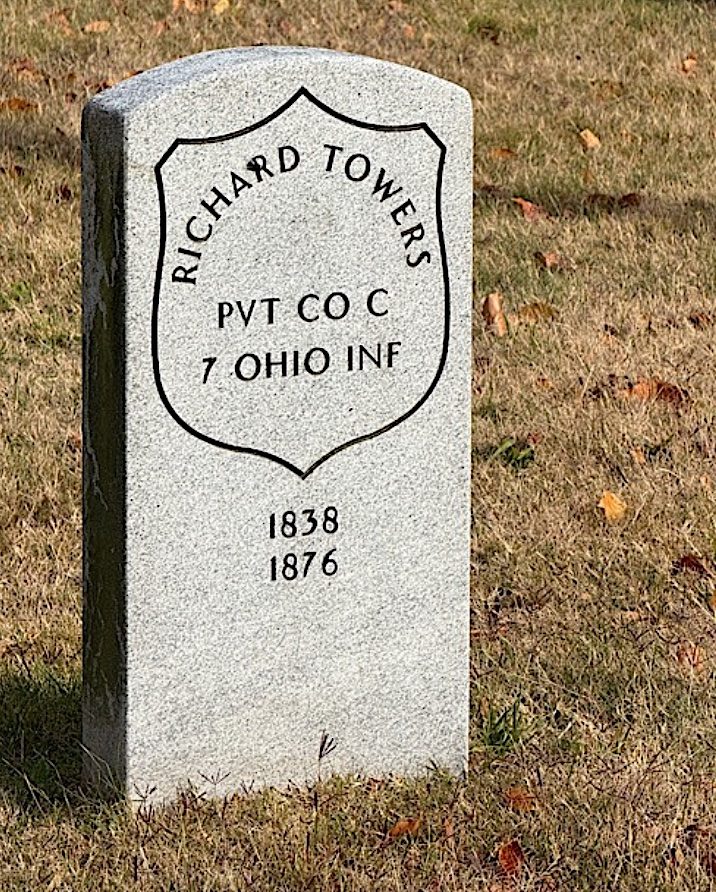 RICHARD TOWERS
PVT CO C
7 OHIO INF
1838
1876